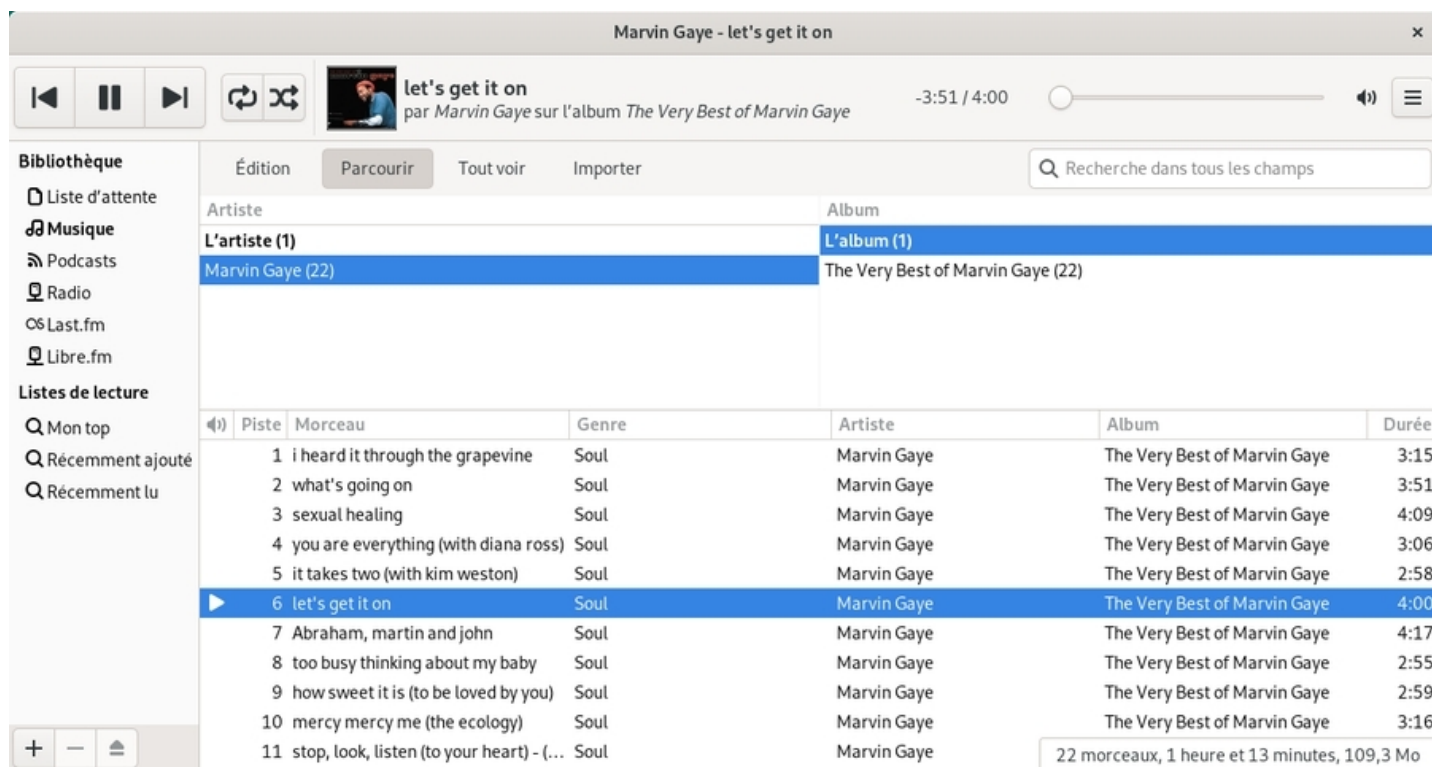 Marvin Gaye - let's get it on
let's get it on
par Marvin Gaye sur l'album The Very Best of Marvin Gaye
-3:51 / 4:00
Bibliothèque
Liste d'attente
Musique
Podcasts
Radio
Last.fm
Libre.fm
Listes de lecture
Mon top
Récemment ajouté
Récemment lu
Édition Parcourir Tout voir Importer
Recherche dans tous les champs
Artiste Album
L'artiste (1) L'album (1)
Marvin Gaye (22) The Very Best of Marvin Gaye (22)
Piste Morceau Genre Artiste Album Durée
1 i heard it through the grapevine Soul Marvin Gaye The Very Best of Marvin Gaye 3:15
2 what's going on Soul Marvin Gaye The Very Best of Marvin Gaye 3:51
3 sexual healing Soul Marvin Gaye The Very Best of Marvin Gaye 4:09
4 you are everything (with diana ross) Soul Marvin Gaye The Very Best of Marvin Gaye 3:06
5 it takes two (with kim weston) Soul Marvin Gaye The Very Best of Marvin Gaye 2:58
6 let's get it on Soul Marvin Gaye The Very Best of Marvin Gaye 4:00
7 Abraham, martin and john Soul Marvin Gaye The Very Best of Marvin Gaye 4:17
8 too busy thinking about my baby Soul Marvin Gaye The Very Best of Marvin Gaye 2:55
9 how sweet it is (to be loved by you) Soul Marvin Gaye The Very Best of Marvin Gaye 2:59
10 mercy mercy me (the ecology) Soul Marvin Gaye The Very Best of Marvin Gaye 3:16
11 stop, look, listen (to your heart) - (... Soul Marvin Gaye
22 morceaux, 1 heure et 13 minutes, 109,3 Mo